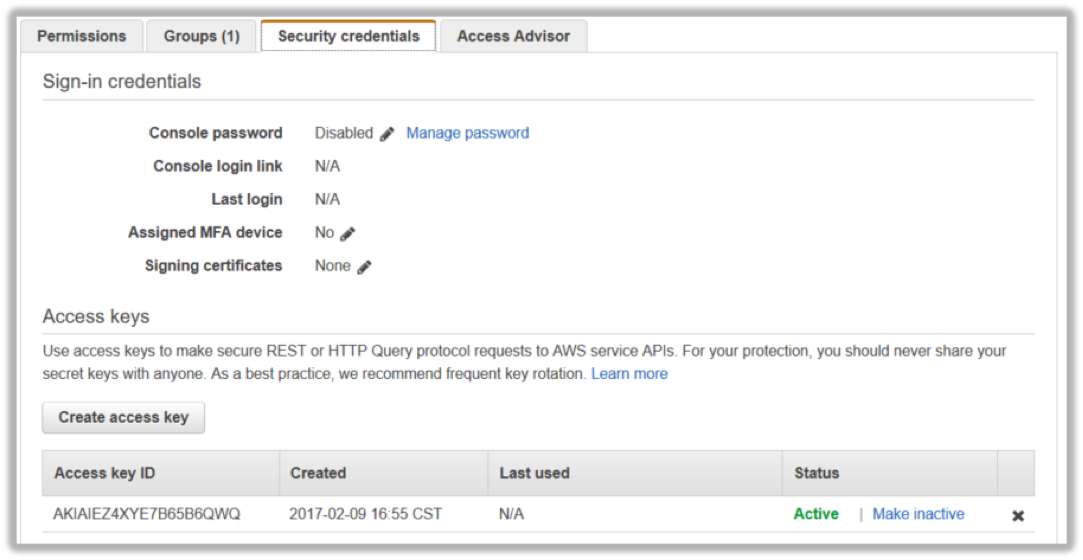 Permissions Groups (1) Security credentials Access Advisor
Sign-in credentials
Console password Disabled Manage password
Console login link N/A
Last login N/A
Assigned MFA device No
Signing certificates None
Access keys
Use access keys to make secure REST or HTTP Query protocol requests to AWS service APIs. For your protection, you should never share your
secret keys with anyone. As a best practice, we recommend frequent key rotation. Learn more
Create access key
Access key ID Created Last used Status
AKIAIEZ4XYE7B65B6QWQ 2017-02-09 16:55 CST N/A Active | Make inactive